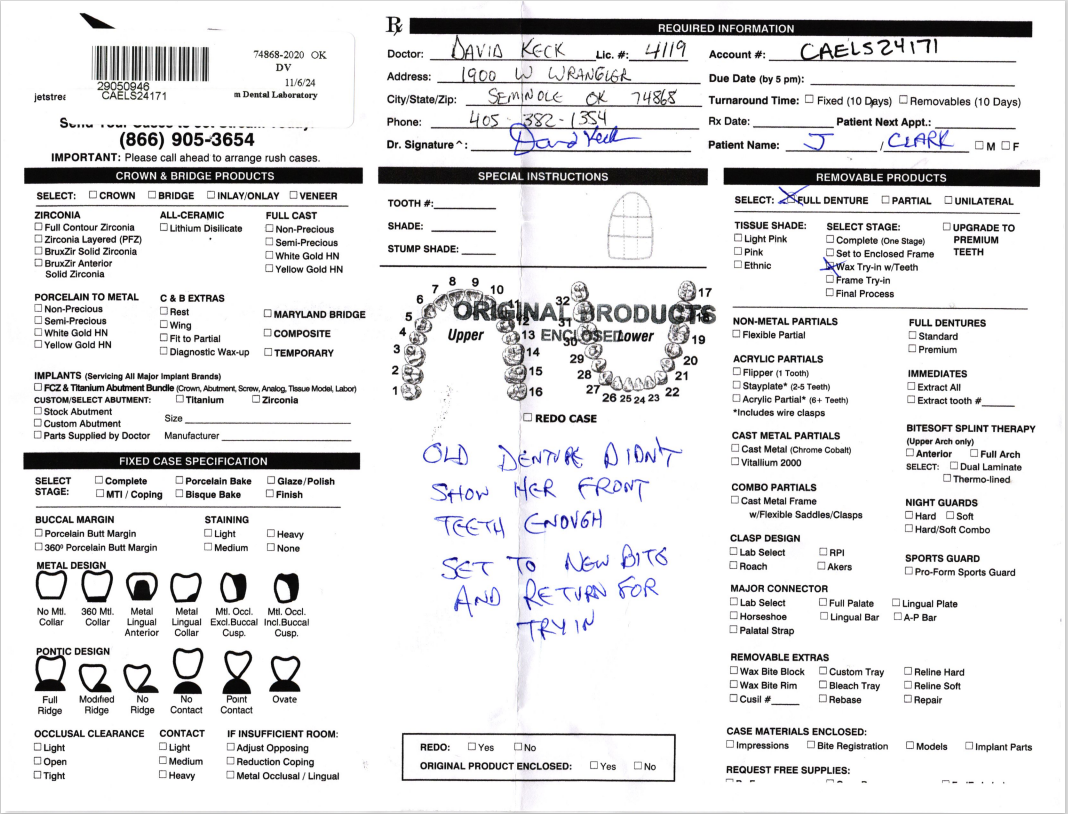 74868-2020 OK
DV
11/6/24
29050946
jetstrea
CAELS24171
m Dental Laboratory
(866) 905-3654
IMPORTANT: Please call ahead to arrange rush cases.
Rx REQUIRED INFORMATION
Doctor: DAVID KECK Lic. #: 4119 Account #: CAELS24171
Address: 1900 W WRANGLER Due Date (by 5 pm):
City/State/Zip: SEMINOLE OK 74868 Turnaround Time: Fixed (10 Days) Removables (10 Days)
Phone: 405-382-1354 Rx Date: Patient Next Appt.:
Dr. Signature^: David Keck Patient Name: J / CLARK M F
CROWN & BRIDGE PRODUCTS
SELECT: CROWN BRIDGE INLAY/ONLAY VENEER
ZIRCONIA ALL-CERAMIC FULL CAST
Full Contour Zirconia Lithium Disilicate Non-Precious
Zirconia Layered (PFZ) Semi-Precious
BruxZir Solid Zirconia White Gold HN
BruxZir Anterior Yellow Gold HN
Solid Zirconia
PORCELAIN TO METAL C & B EXTRAS
Non-Precious Rest MARYLAND BRIDGE
Semi-Precious Wing
White Gold HN Fit to Partial COMPOSITE
Yellow Gold HN Diagnostic Wax-up TEMPORARY
IMPLANTS (Servicing All Major Implant Brands)
FCZ & Titanium Abutment Bundle (Crown, Abutment, Screw, Analog, Tissue Model, Labor)
CUSTOM/SELECT ABUTMENT: Titanium Zirconia
Stock Abutment Size
Custom Abutment
Parts Supplied by Doctor Manufacturer
FIXED CASE SPECIFICATION
SELECT Complete Porcelain Bake Glaze/Polish
STAGE: MTI / Coping Bisque Bake Finish
BUCCAL MARGIN STAINING
Porcelain Butt Margin Light Heavy
360º Porcelain Butt Margin Medium None
METAL DESIGN
No Mtl. 360 Mtl. Metal Metal Mtl. Occl. Mtl. Occl.
Collar Collar Lingual Lingual Excl.Buccal Incl.Buccal
Anterior Collar Cusp. Cusp.
PONTIC DESIGN
Full Modified No No Point Ovate
Ridge Ridge Ridge Contact Contact
OCCLUSAL CLEARANCE CONTACT IF INSUFFICIENT ROOM:
Light Light Adjust Opposing
Open Medium Reduction Coping
Tight Heavy Metal Occlusal / Lingual
SPECIAL INSTRUCTIONS
TOOTH #:
SHADE:
STUMP SHADE:
1 2 3 4 5 6 7 8 9 10 11 12 13 14 15 16
Upper
ORIGINAL PRODUCTS
ENCLOSED
Lower
17 18 19 20 21 22 23 24 25 26 27 28 29 30 31 32
REDO CASE
OLD DENTURE DIDN'T
SHOW HER FRONT
TEETH ENOUGH
SET TO NEW BITE
AND RETURN FOR
TRY IN
REDO: Yes No
ORIGINAL PRODUCT ENCLOSED: Yes No
REMOVABLE PRODUCTS
SELECT: FULL DENTURE PARTIAL UNILATERAL
TISSUE SHADE: SELECT STAGE: UPGRADE TO
Light Pink Complete (One Stage) PREMIUM
Pink Set to Enclosed Frame TEETH
Ethnic Wax Try-in w/Teeth
Frame Try-in
Final Process
NON-METAL PARTIALS FULL DENTURES
Flexible Partial Standard
Premium
ACRYLIC PARTIALS
Flipper (1 Tooth) IMMEDIATES
Stayplate* (2-5 Teeth) Extract All
Acrylic Partial* (6+ Teeth) Extract tooth #
*Includes wire clasps
BITESOFT SPLINT THERAPY
CAST METAL PARTIALS (Upper Arch only)
Cast Metal (Chrome Cobalt) Anterior Full Arch
Vitallium 2000 SELECT: Dual Laminate
Thermo-lined
COMBO PARTIALS
Cast Metal Frame NIGHT GUARDS
w/Flexible Saddles/Clasps Hard Soft
Hard/Soft Combo
CLASP DESIGN
Lab Select RPI SPORTS GUARD
Roach Akers Pro-Form Sports Guard
MAJOR CONNECTOR
Lab Select Full Palate Lingual Plate
Horseshoe Lingual Bar A-P Bar
Palatal Strap
REMOVABLE EXTRAS
Wax Bite Block Custom Tray Reline Hard
Wax Bite Rim Bleach Tray Reline Soft
Cusil # Rebase Repair
CASE MATERIALS ENCLOSED:
Impressions Bite Registration Models Implant Parts
REQUEST FREE SUPPLIES: